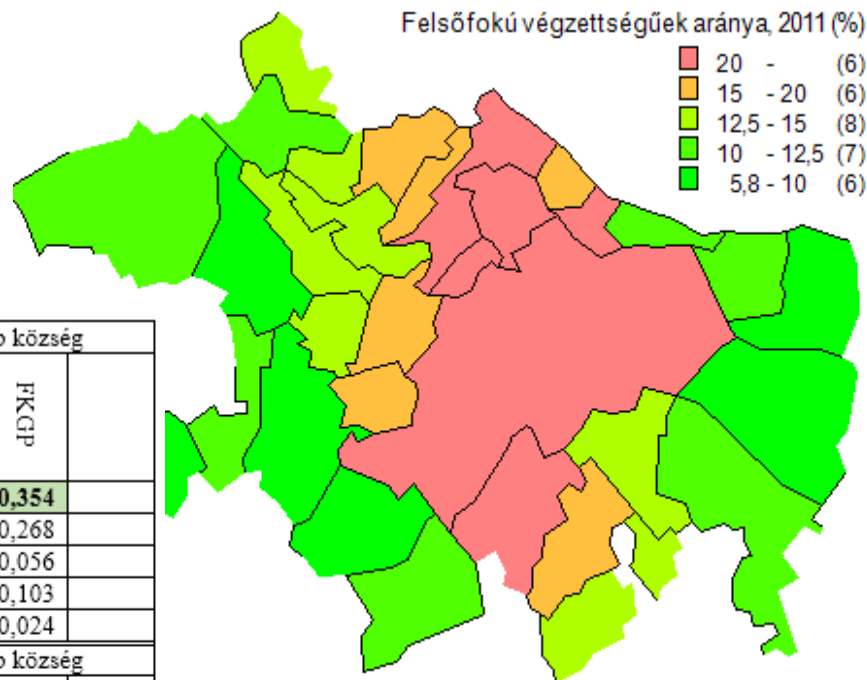 Felsőfokú végzettségűek aránya, 2011 (%)
20 - (6)
15 - 20 (6)
12,5 - 15 (8)
10 - 12,5 (7)
5,8 - 10 (6)
község
FKGP
0,354
0,268
0,056
0,103
0,024
község